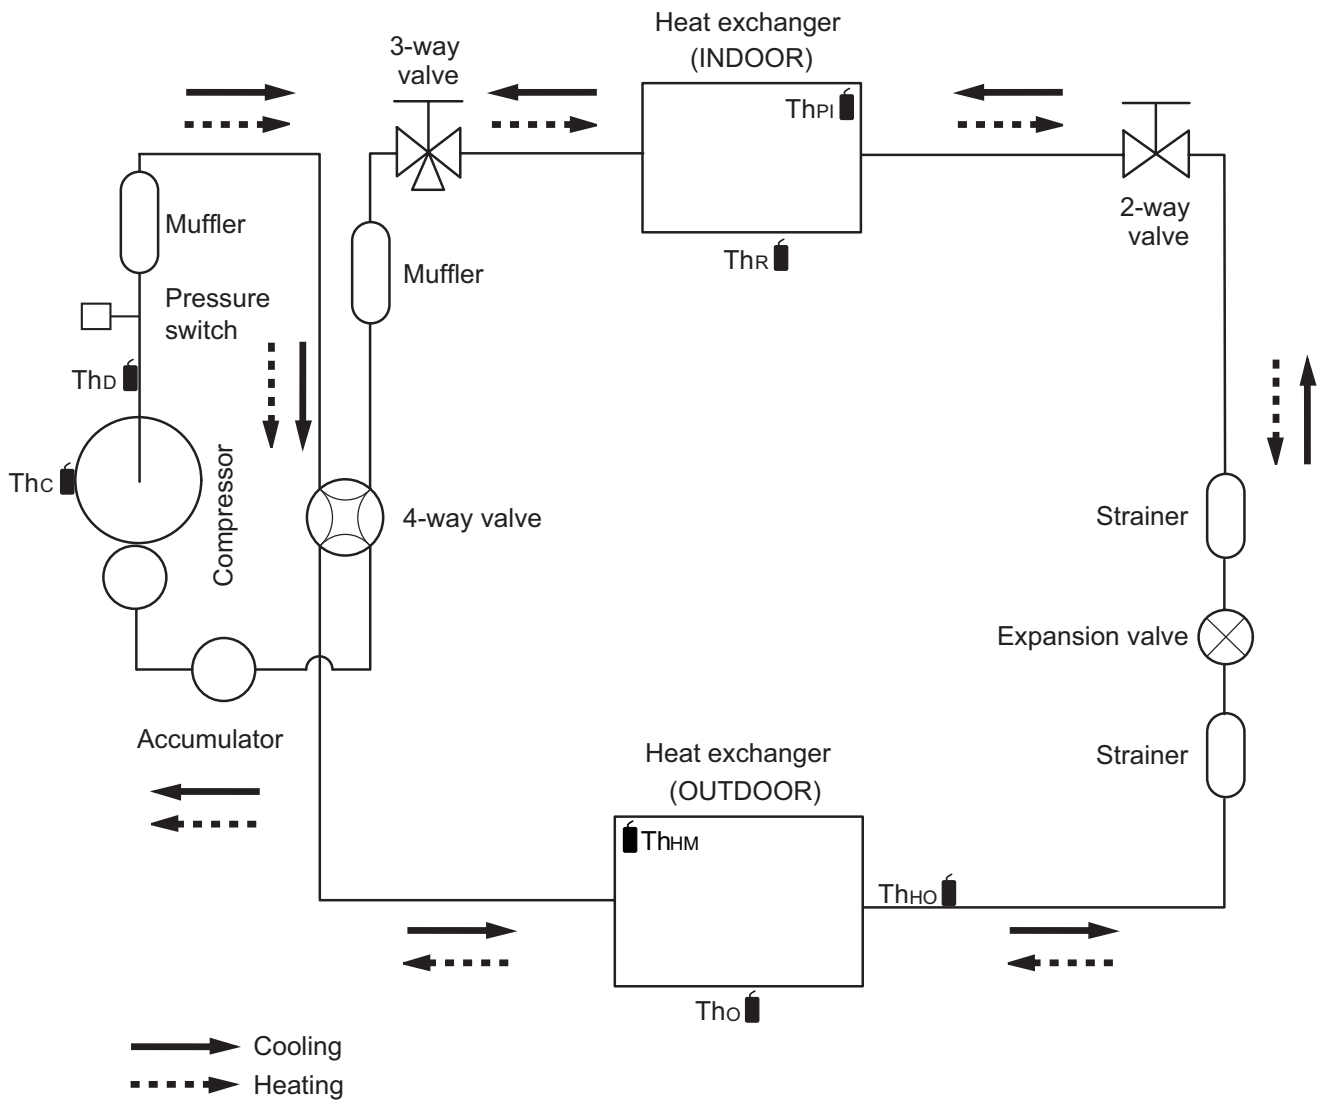 Heat exchanger
(INDOOR)
3-way
valve
ThPI
2-way
valve
Muffler
ThR
Muffler
Pressure
switch
ThD
ThC
Compressor
4-way valve
Strainer
Expansion valve
Accumulator
Strainer
Heat exchanger
(OUTDOOR)
ThHM
ThHO
ThO
Cooling
Heating